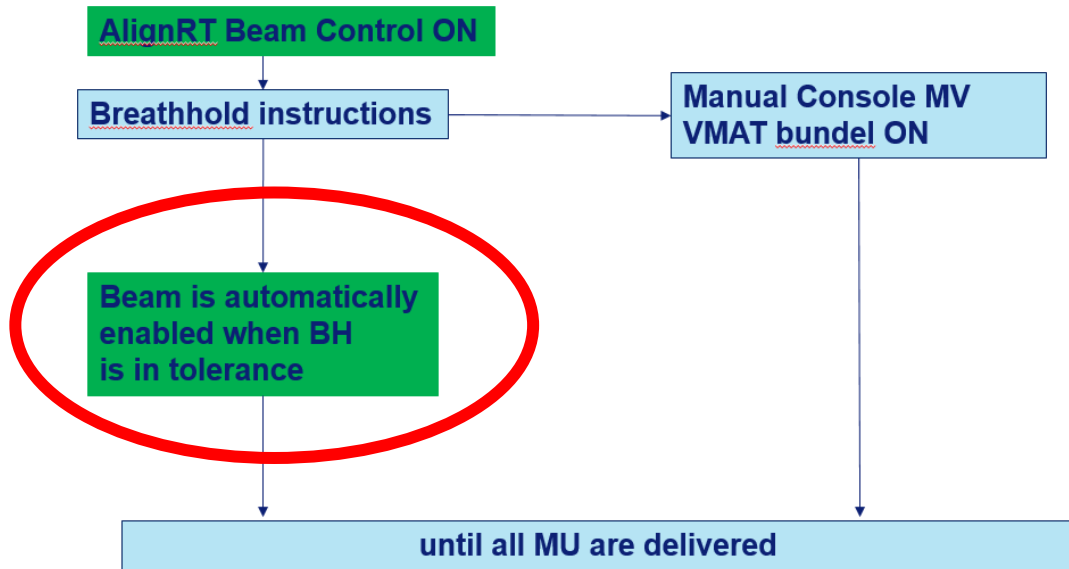 AlignRT Beam Control ON
Breathhold instructions
Manual Console MV
VMAT bundel ON
Beam is automatically
enabled when BH
is in tolerance
until all MU are delivered